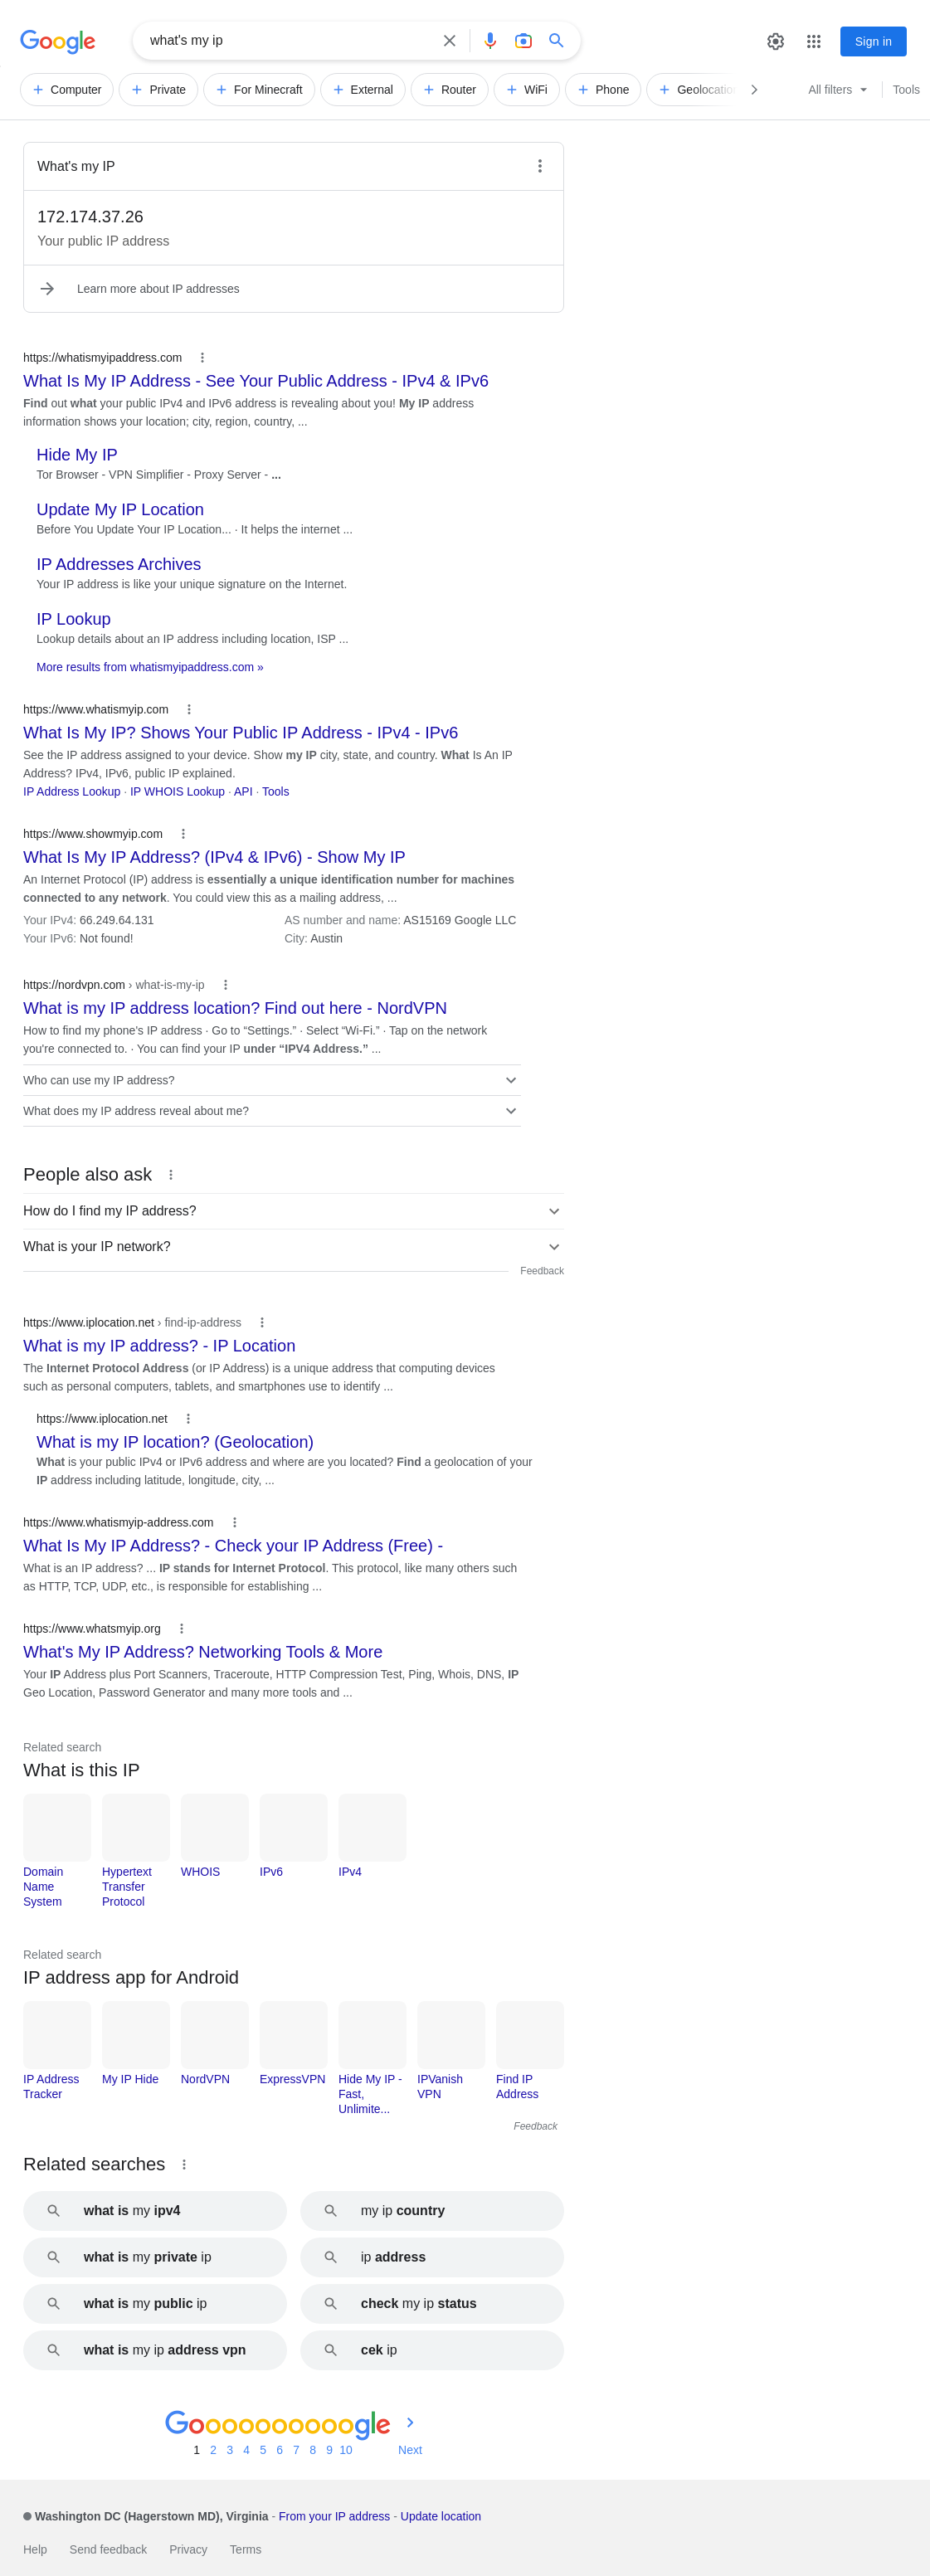 Google
what's my ip
Sign in
Computer
Private
For Minecraft
External
Router
WiFi
Phone
Geolocation
All filters
Tools
What's my IP
172.174.37.26
Your public IP address
Learn more about IP addresses
https://whatismyipaddress.com
What Is My IP Address - See Your Public Address - IPv4 & IPv6
Find out what your public IPv4 and IPv6 address is revealing about you! My IP address
information shows your location; city, region, country, ...
Hide My IP
Tor Browser - VPN Simplifier - Proxy Server - ...
Update My IP Location
Before You Update Your IP Location... · It helps the internet ...
IP Addresses Archives
Your IP address is like your unique signature on the Internet.
IP Lookup
Lookup details about an IP address including location, ISP ...
More results from whatismyipaddress.com »
https://www.whatismyip.com
What Is My IP? Shows Your Public IP Address - IPv4 - IPv6
See the IP address assigned to your device. Show my IP city, state, and country. What Is An IP
Address? IPv4, IPv6, public IP explained.
IP Address Lookup · IP WHOIS Lookup · API · Tools
https://www.showmyip.com
What Is My IP Address? (IPv4 & IPv6) - Show My IP
An Internet Protocol (IP) address is essentially a unique identification number for machines
connected to any network. You could view this as a mailing address, ...
Your IPv4: 66.249.64.131
AS number and name: AS15169 Google LLC
Your IPv6: Not found!
City: Austin
https://nordvpn.com › what-is-my-ip
What is my IP address location? Find out here - NordVPN
How to find my phone's IP address · Go to “Settings.” · Select “Wi-Fi.” · Tap on the network
you're connected to. · You can find your IP under “IPV4 Address.” ...
Who can use my IP address?
What does my IP address reveal about me?
People also ask
How do I find my IP address?
What is your IP network?
Feedback
https://www.iplocation.net › find-ip-address
What is my IP address? - IP Location
The Internet Protocol Address (or IP Address) is a unique address that computing devices
such as personal computers, tablets, and smartphones use to identify ...
https://www.iplocation.net
What is my IP location? (Geolocation)
What is your public IPv4 or IPv6 address and where are you located? Find a geolocation of your
IP address including latitude, longitude, city, ...
https://www.whatismyip-address.com
What Is My IP Address? - Check your IP Address (Free) -
What is an IP address? ... IP stands for Internet Protocol. This protocol, like many others such
as HTTP, TCP, UDP, etc., is responsible for establishing ...
https://www.whatsmyip.org
What's My IP Address? Networking Tools & More
Your IP Address plus Port Scanners, Traceroute, HTTP Compression Test, Ping, Whois, DNS, IP
Geo Location, Password Generator and many more tools and ...
Related search
What is this IP
Domain
Name
System
Hypertext
Transfer
Protocol
WHOIS
IPv6
IPv4
Related search
IP address app for Android
IP Address
Tracker
My IP Hide
NordVPN
ExpressVPN
Hide My IP -
Fast,
Unlimite...
IPVanish
VPN
Find IP
Address
Feedback
Related searches
what is my ipv4
my ip country
what is my private ip
ip address
what is my public ip
check my ip status
what is my ip address vpn
cek ip
Goooooooooogle
1 2 3 4 5 6 7 8 9 10 Next
Washington DC (Hagerstown MD), Virginia - From your IP address - Update location
Help Send feedback Privacy Terms